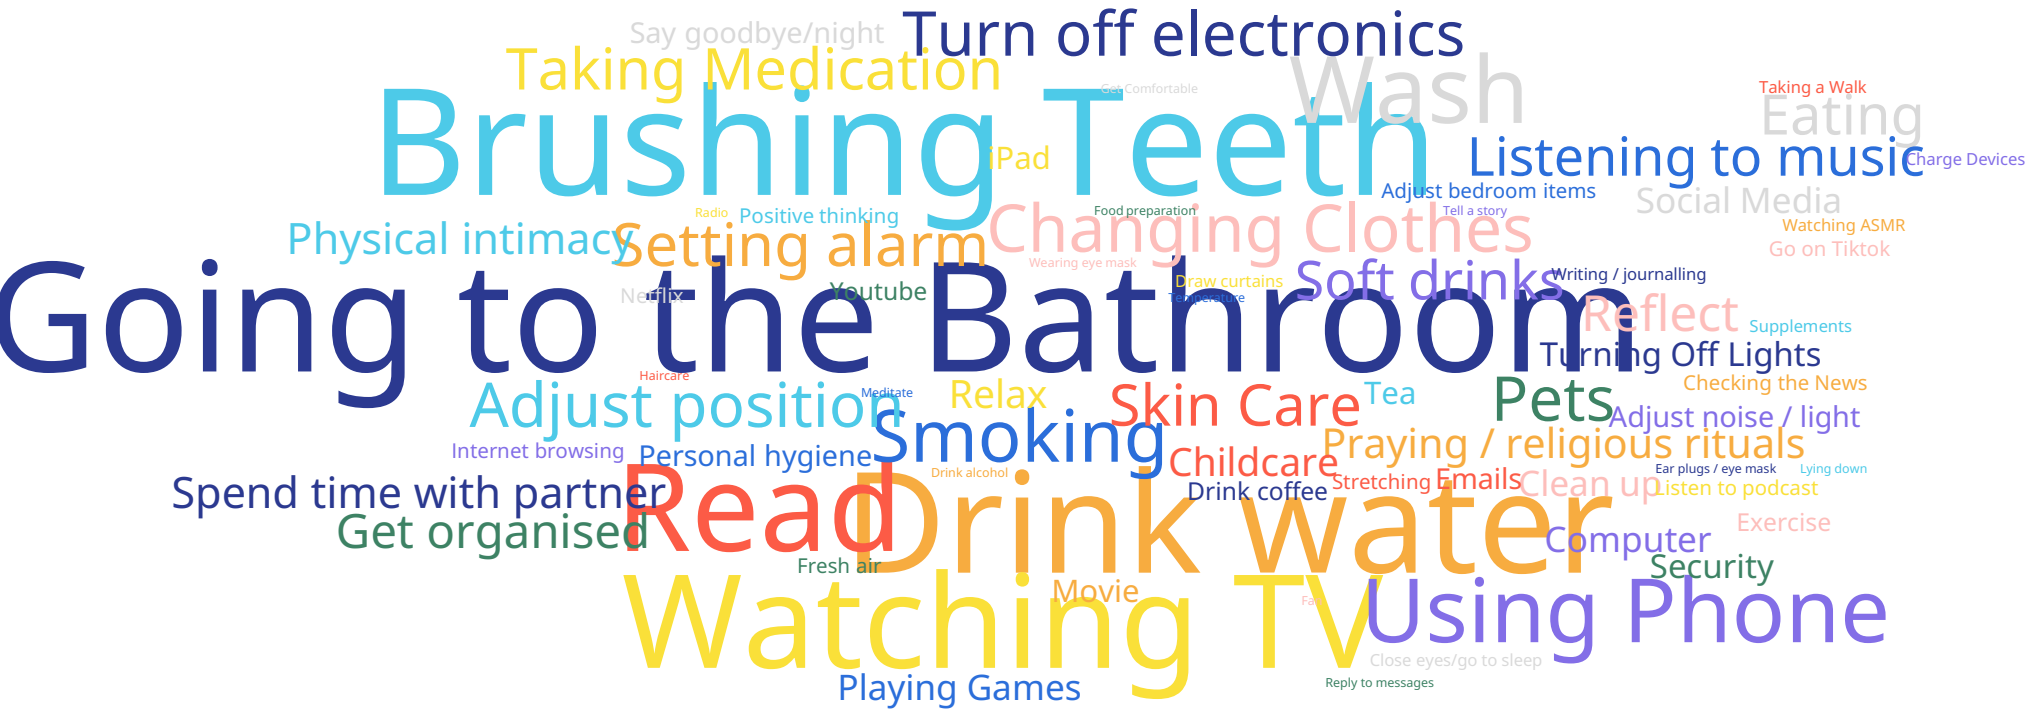 Say goodbye/night
Turn off electronics
Taking Medication
Wash
Get Comfortable
Taking a Walk
Eating
Brushing Teeth
iPad
Listening to music
Charge Devices
Adjust bedroom items
Social Media
Radio
Positive thinking
Food preparation
Tell a story
Changing Clothes
Watching ASMR
Physical intimacy
Setting alarm
Go on Tiktok
Wearing eye mask
Draw curtains
Soft drinks
Writing / journalling
Netflix
Youtube
Temperature
Going to the Bathroom
Reflect
Supplements
Turning Off Lights
Haircare
Checking the News
Adjust position
Meditate
Relax
Skin Care
Tea
Pets
Adjust noise / light
Smoking
Praying / religious rituals
Internet browsing
Personal hygiene
Childcare
Drink alcohol
Ear plugs / eye mask
Lying down
Spend time with partner
Read
Drink coffee
Stretching
Emails
Clean up
Listen to podcast
Get organised
Drink water
Exercise
Computer
Fresh air
Security
Movie
Watching TV
Using Phone
Close eyes/go to sleep
Playing Games
Reply to messages